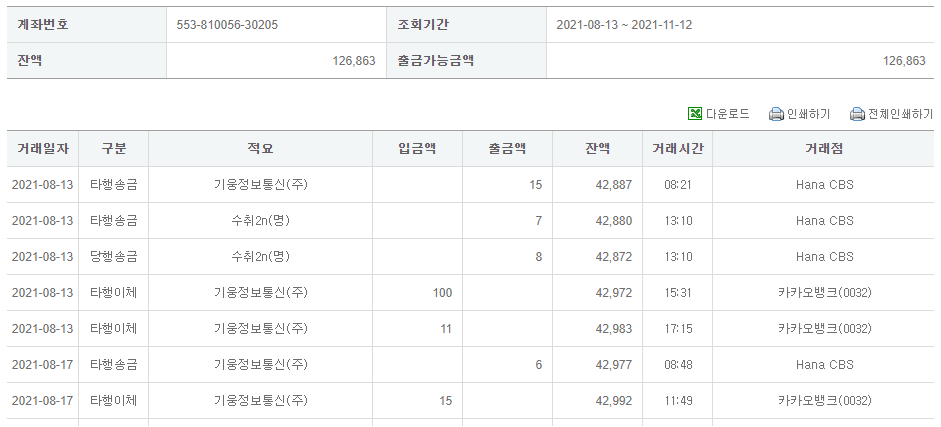 계좌번호 553-810056-30205 조회기간 2021-08-13 ~ 2021-11-12
잔액 126,863 출금가능금액 126,863
다운로드 인쇄하기 전체인쇄하기
거래일자 구분 적요 입금액 출금액 잔액 거래시간 거래점
2021-08-13 타행송금 기웅정보통신(주) 15 42,887 08:21 Hana CBS
2021-08-13 타행송금 수취2n(명) 7 42,880 13:10 Hana CBS
2021-08-13 당행송금 수취2n(명) 8 42,872 13:10 Hana CBS
2021-08-13 타행이체 기웅정보통신(주) 100 42,972 15:31 카카오뱅크(0032)
2021-08-13 타행이체 기웅정보통신(주) 11 42,983 17:15 카카오뱅크(0032)
2021-08-17 타행송금 기웅정보통신(주) 6 42,977 08:48 Hana CBS
2021-08-17 타행이체 기웅정보통신(주) 15 42,992 11:49 카카오뱅크(0032)